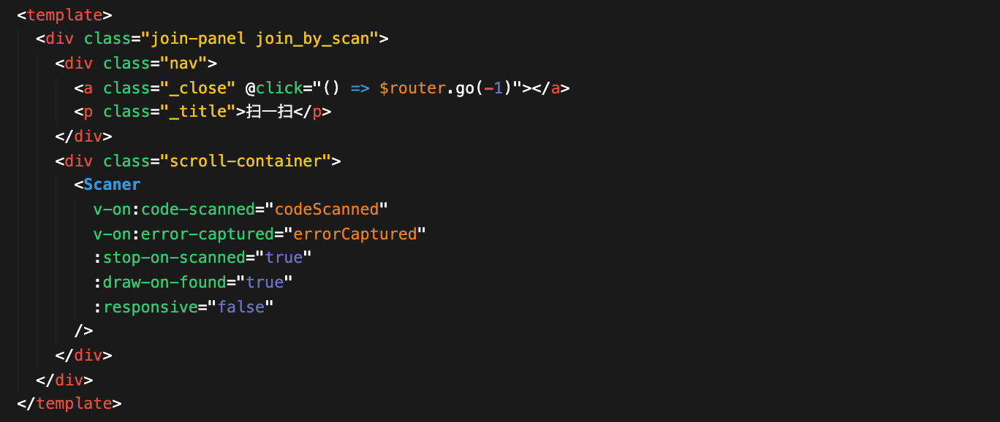 <template>
  <div class="join-panel join_by_scan">
    <div class="nav">
      <a class="_close" @click="() => $router.go(-1)"></a>
      <p class="_title">扫一扫</p>
    </div>
    <div class="scroll-container">
      <Scaner
        v-on:code-scanned="codeScanned"
        v-on:error-captured="errorCaptured"
        :stop-on-scanned="true"
        :draw-on-found="true"
        :responsive="false"
      />
    </div>
  </div>
</template>